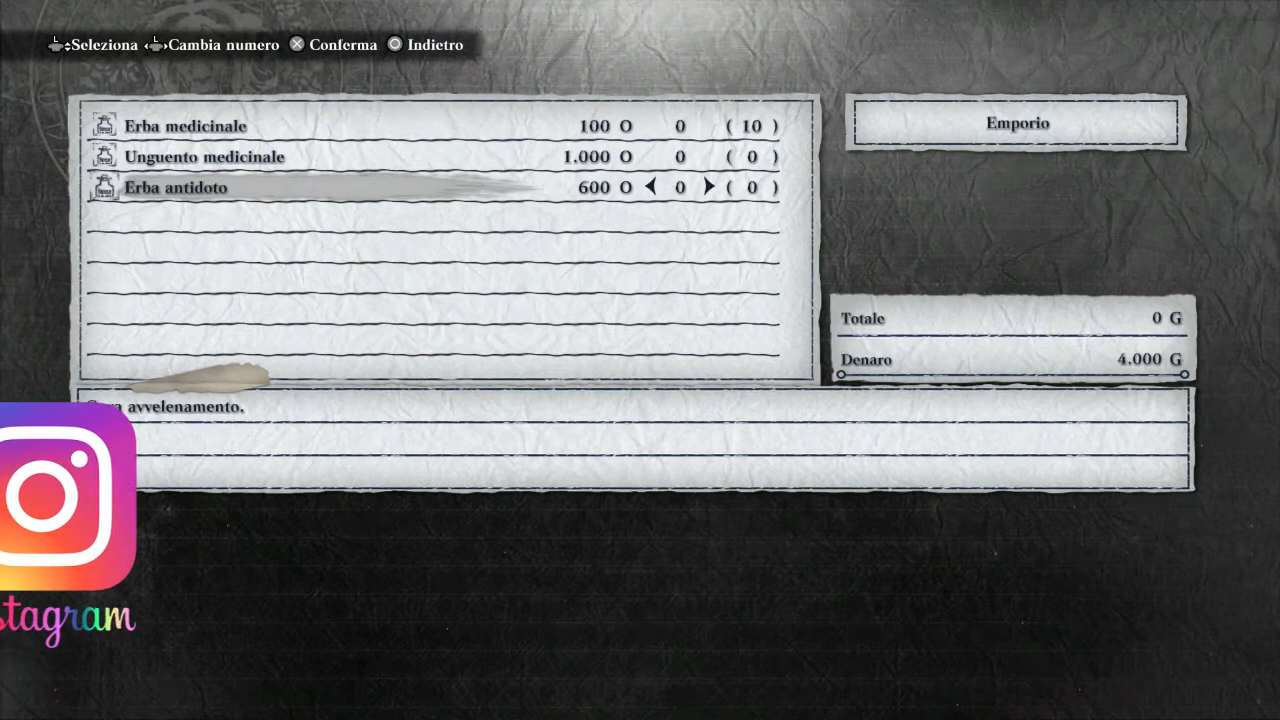 Seleziona Cambia numero Conferma Indietro
Erba medicinale 100 O 0 ( 10 )
Unguento medicinale 1.000 O 0 ( 0 )
Erba antidoto 600 O 0 ( 0 )
Emporio
Totale 0 G
Denaro 4.000 G
avvelenamento.
stagram